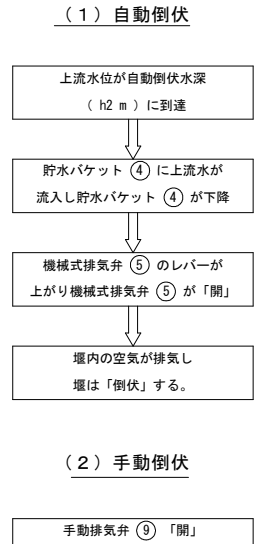 （１）自動倒伏
上流水位が自動倒伏水深
（ h2 m ）に到達
貯水バケット ④ に上流水が
流入し貯水バケット ④ が下降
機械式排気弁 ⑤ のレバーが
上がり機械式排気弁 ⑤ が「開」
堰内の空気が排気し
堰は「倒伏」する。
（２）手動倒伏
手動排気弁 ⑨ 「開」